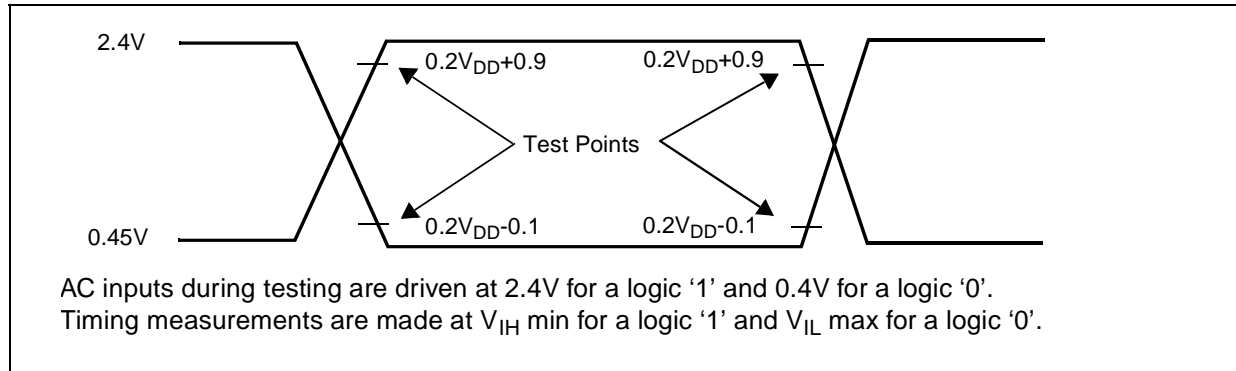 2.4V
0.2VDD+0.9 0.2VDD+0.9
Test Points
0.2VDD-0.1 0.2VDD-0.1
0.45V
AC inputs during testing are driven at 2.4V for a logic ‘1’ and 0.4V for a logic ‘0’.
Timing measurements are made at VIH min for a logic ‘1’ and VIL max for a logic ‘0’.